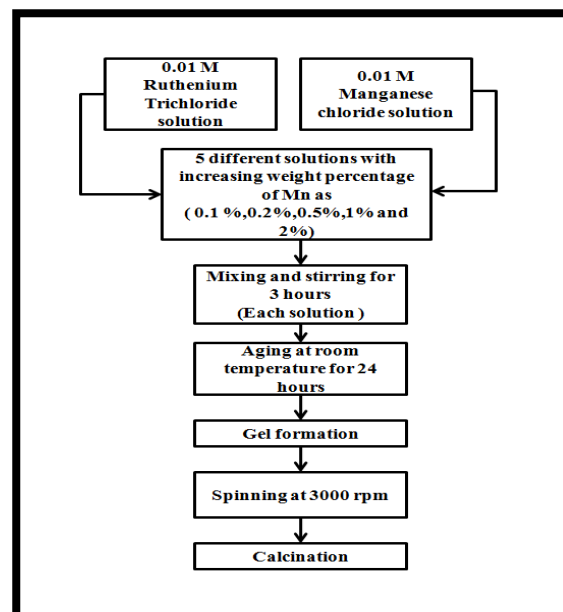 0.01 M
Ruthenium
Trichloride
solution
0.01 M
Manganese
chloride solution
5 different solutions with
increasing weight percentage
of Mn as
( 0.1 %,0.2%,0.5%,1% and
2%)
Mixing and stirring for
3 hours
(Each solution )
Aging at room
temperature for 24
hours
Gel formation
Spinning at 3000 rpm
Calcination